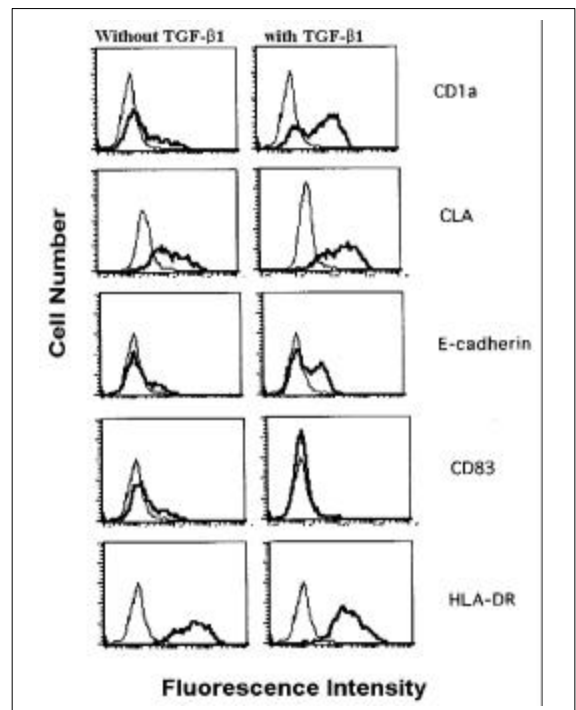 Without TGF-β1 with TGF-β1
CD1a
CLA
E-cadherin
CD83
HLA-DR
Cell Number
Fluorescence Intensity